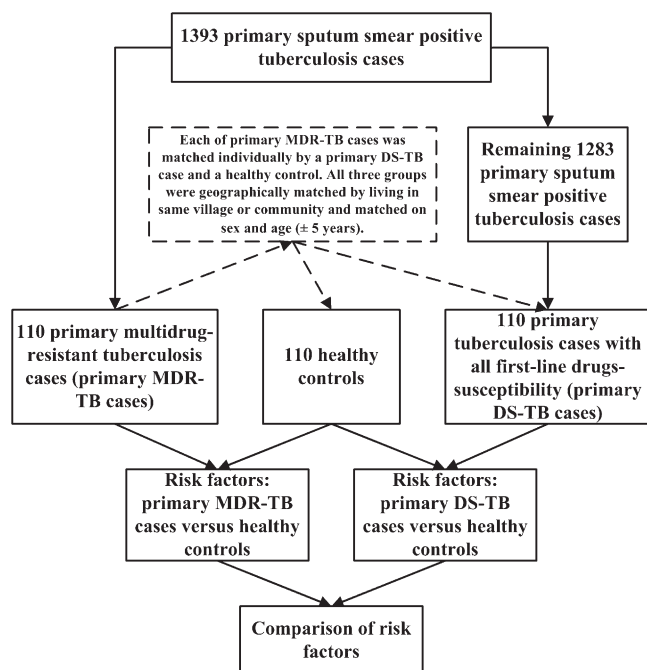 1393 primary sputum smear positive
tuberculosis cases
Each of primary MDR-TB cases was
matched individually by a primary DS-TB
case and a healthy control. All three groups
were geographically matched by living in
same village or community and matched on
sex and age (± 5 years).
Remaining 1283
primary sputum
smear positive
tuberculosis cases
110 primary multidrug-
resistant tuberculosis
cases (primary MDR-
TB cases)
110 healthy
controls
110 primary
tuberculosis cases with
all first-line drugs-
susceptibility (primary
DS-TB cases)
Risk factors:
primary MDR-TB
cases versus healthy
controls
Risk factors:
primary DS-TB
cases versus healthy
controls
Comparison of risk
factors